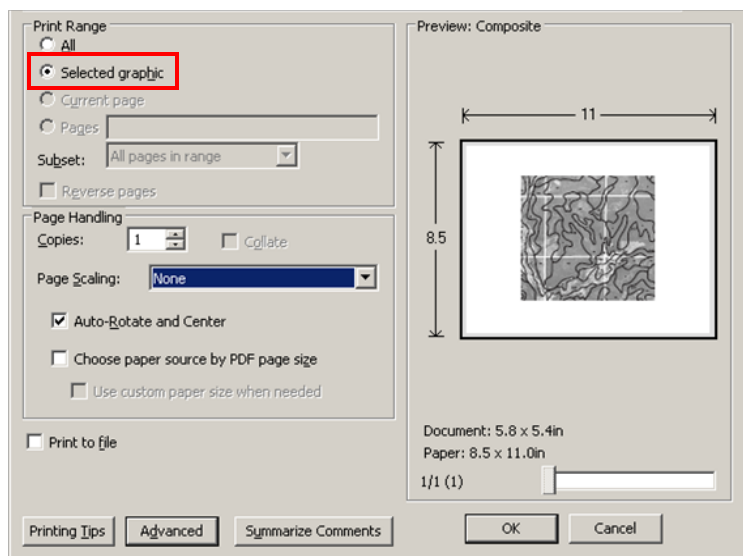 Print Range
All
Selected graphic
Current page
Pages
Subset: All pages in range
Reverse pages
Page Handling
Copies: 1 Collate
Page Scaling: None
Auto-Rotate and Center
Choose paper source by PDF page size
Use custom paper size when needed
Print to file
Printing Tips Advanced Summarize Comments
Preview: Composite
11
8.5
Document: 5.8 x 5.4in
Paper: 8.5 x 11.0in
1/1 (1)
OK Cancel